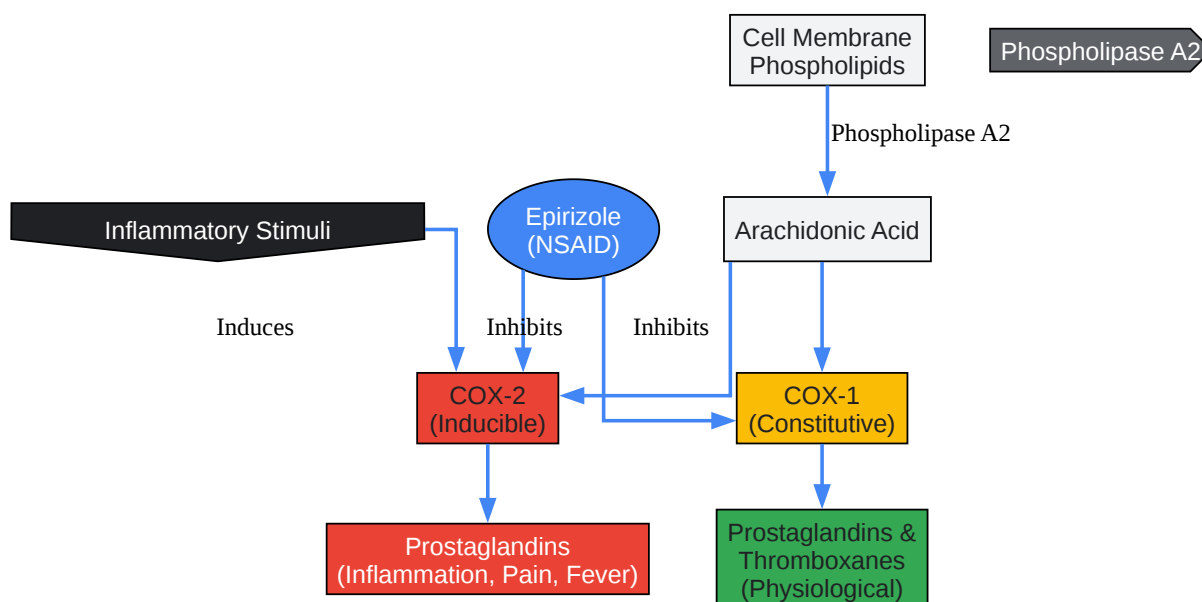 Cell Membrane
Phospholipids
Phospholipase A2
Phospholipase A2
Inflammatory Stimuli
Epirizole
(NSAID)
Arachidonic Acid
Induces
Inhibits
Inhibits
COX-2
(Inducible)
COX-1
(Constitutive)
Prostaglandins
(Inflammation, Pain, Fever)
Prostaglandins &
Thromboxanes
(Physiological)